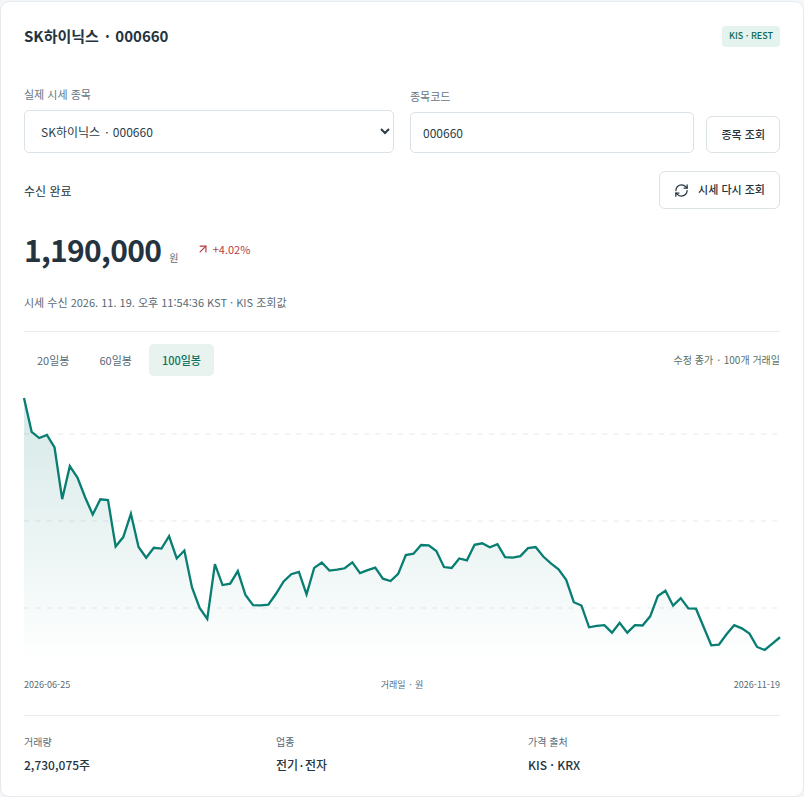 SK하이닉스 · 000660
KIS · REST
실제 시세 종목
종목코드
SK하이닉스 · 000660
000660
종목 조회
수신 완료
시세 다시 조회
1,190,000 원 +4.02%
시세 수신 2026. 11. 19. 오후 11:54:36 KST · KIS 조회값
20일봉 60일봉 100일봉
수정 종가 · 100개 거래일
2026-06-25 거래일 · 원 2026-11-19
거래량 업종 가격 출처
2,730,075주 전기·전자 KIS · KRX